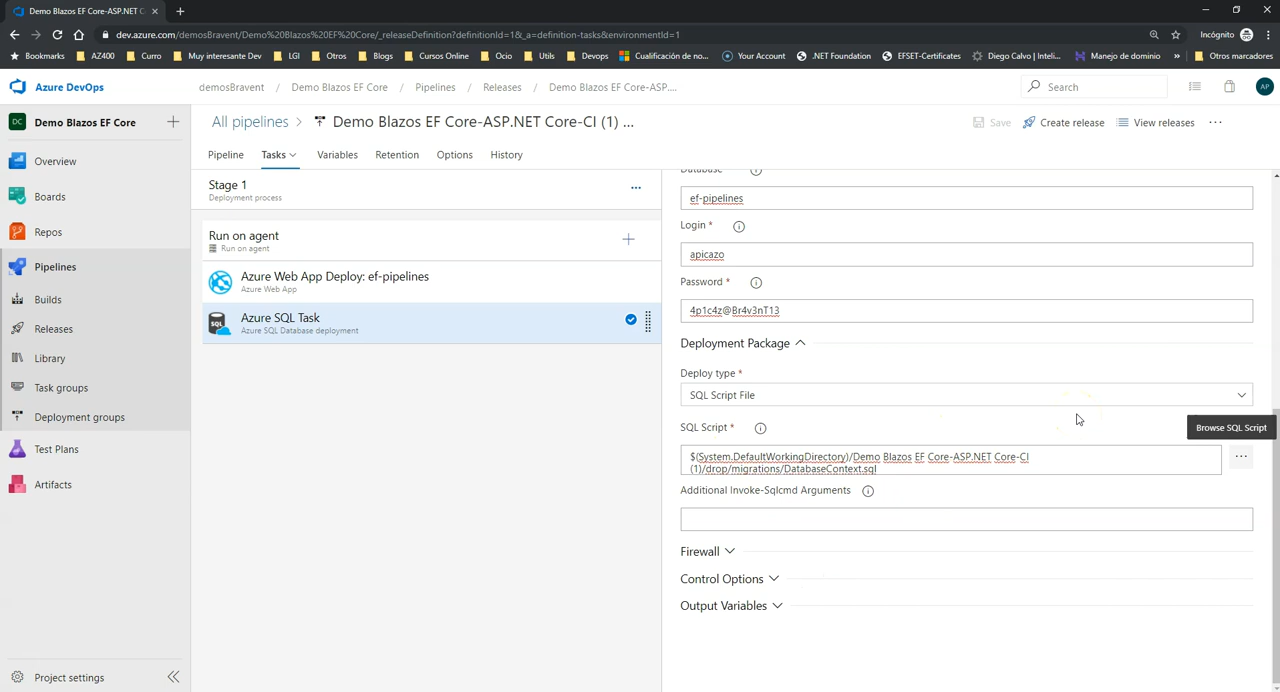 Demo Blazos EF Core-ASP.NET C
dev.azure.com/demosBravent/Demo%20Blazos%20EF%20Core/_releaseDefinition?definitionId=1&_a=definition-tasks&environmentId=1
Incógnito
Bookmarks AZ400 Curro Muy interesante Dev LGI Otros Blogs Cursos Online Ocio Utils Devops Cualificación de no... Your Account .NET Foundation EFSET-Certificates Diego Calvo | Inteli... Manejo de dominio » Otros marcadores
Azure DevOps
demosBravent / Demo Blazos EF Core / Pipelines / Releases / Demo Blazos EF Core-ASP....
Search
AP
DC Demo Blazos EF Core
All pipelines > Demo Blazos EF Core-ASP.NET Core-CI (1) ...
Save Create release View releases ...
Overview
Boards
Repos
Pipelines
Builds
Releases
Library
Task groups
Deployment groups
Test Plans
Artifacts
Project settings
Pipeline Tasks Variables Retention Options History
Stage 1
Deployment process
Run on agent
Run on agent
Azure Web App Deploy: ef-pipelines
Azure Web App
SQL
Azure SQL Task
Azure SQL Database deployment
Database
ef-pipelines
Login *
apicazo
Password *
4p1c4z@Br4v3nT13
Deployment Package
Deploy type *
SQL Script File
SQL Script *
Browse SQL Script
$(System.DefaultWorkingDirectory)/Demo Blazos EF Core-ASP.NET Core-CI
(1)/drop/migrations/DatabaseContext.sql
Additional Invoke-Sqlcmd Arguments
Firewall
Control Options
Output Variables